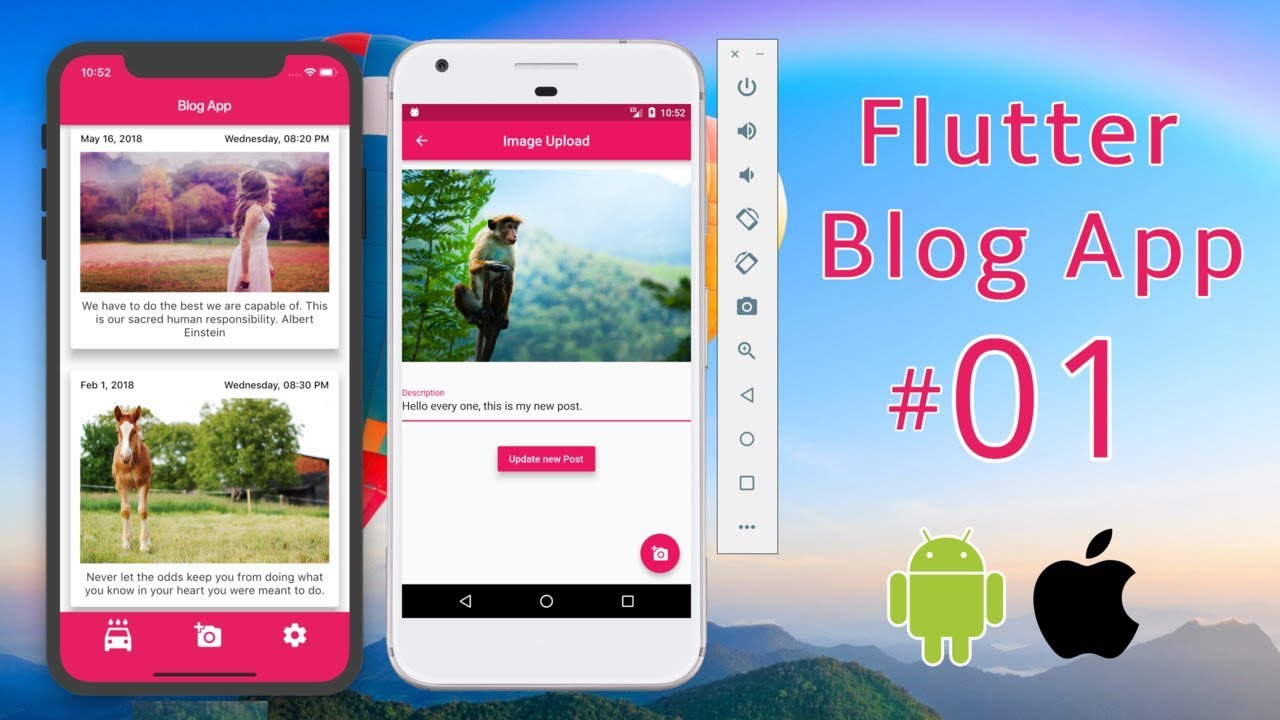 10:52
Blog App
May 16, 2018 Wednesday, 08:20 PM
We have to do the best we are capable of. This
is our sacred human responsibility. Albert
Einstein
Feb 1, 2018 Wednesday, 08:30 PM
Never let the odds keep you from doing what
you know in your heart you were meant to do.
LTE 10:52
Image Upload
Description
Hello every one, this is my new post.
Update new Post
Flutter
Blog App
#01